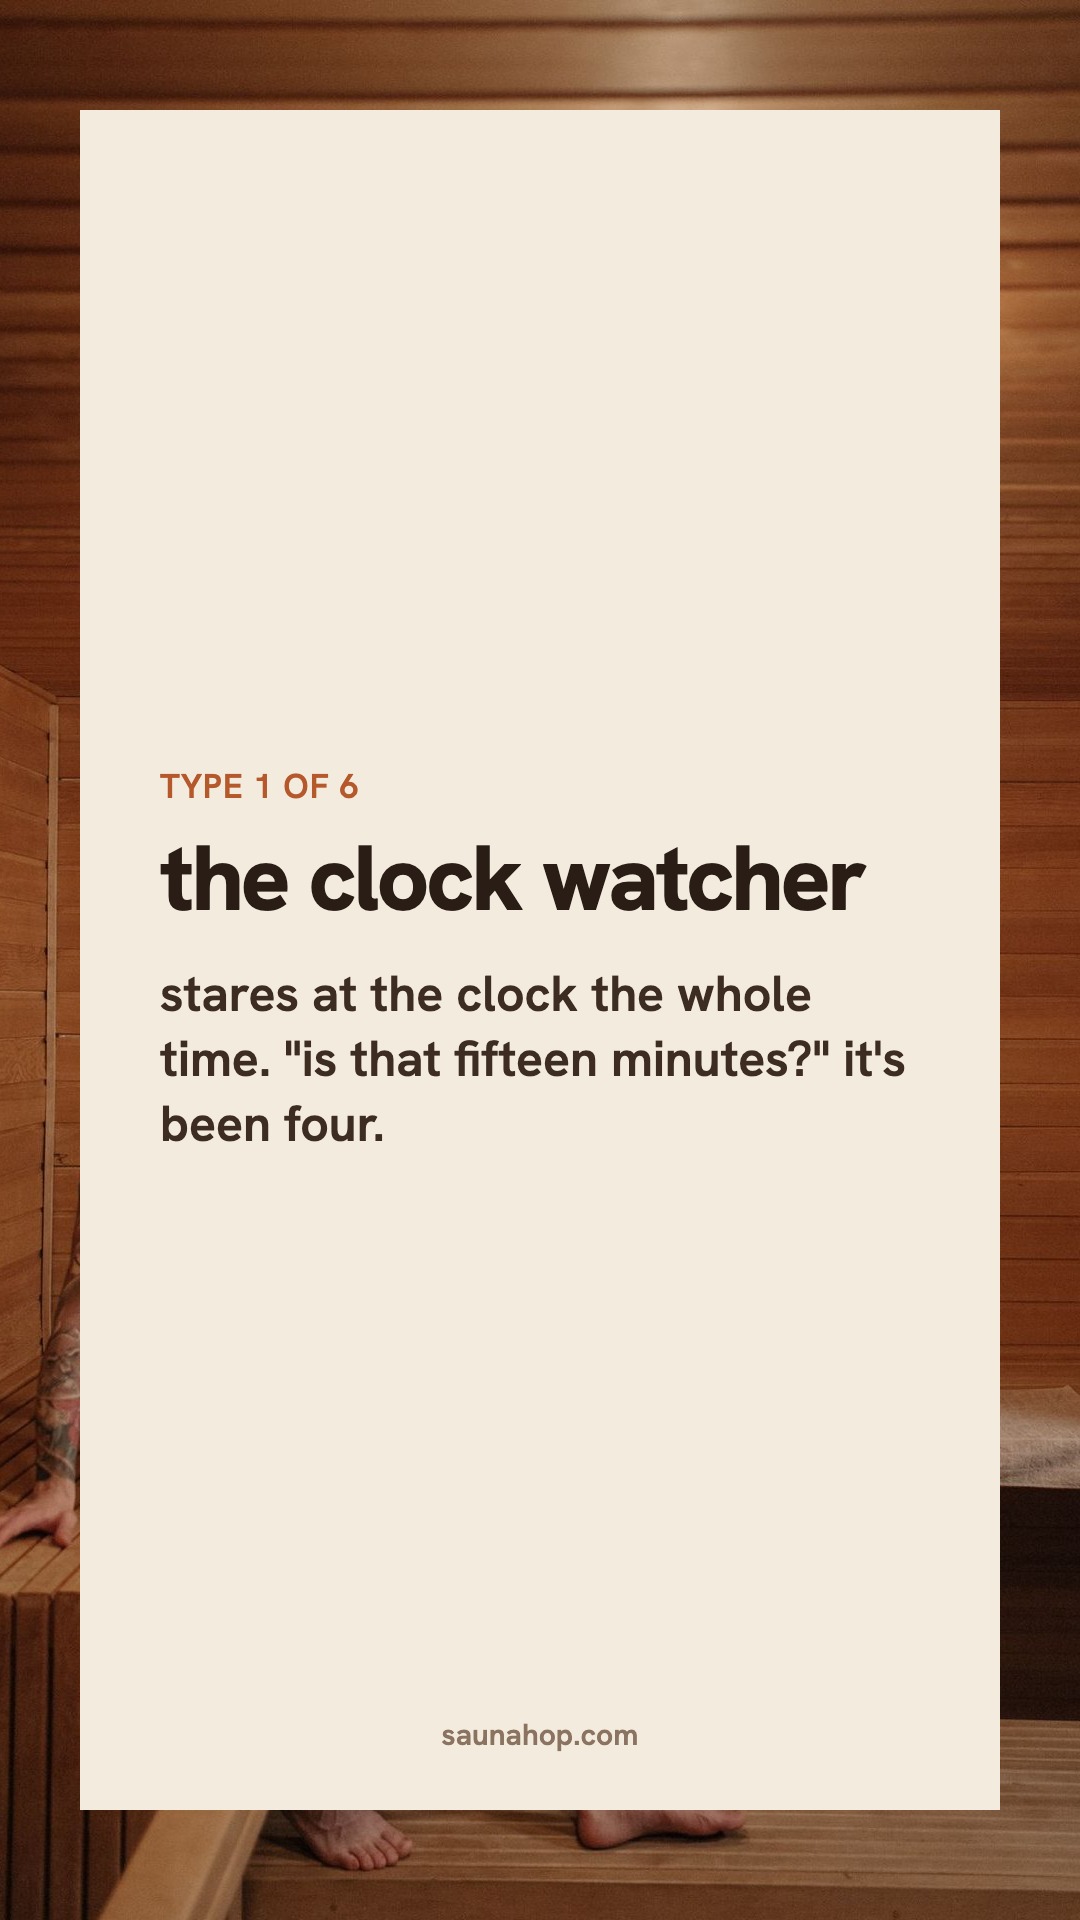 TYPE 1 OF 6
the clock watcher
stares at the clock the whole
time. "is that fifteen minutes?" it's
been four.
saunahop.com